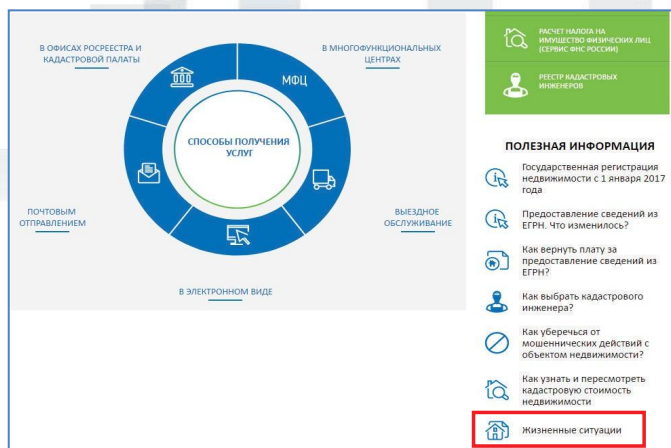 В ОФИСАХ РОСРЕЕСТРА И
КАДАСТРОВОЙ ПАЛАТЫ
В МНОГОФУНКЦИОНАЛЬНЫХ
ЦЕНТРАХ
МФЦ
СПОСОБЫ ПОЛУЧЕНИЯ
УСЛУГ
ПОЧТОВЫМ
ОТПРАВЛЕНИЕМ
ВЫЕЗДНОЕ
ОБСЛУЖИВАНИЕ
В ЭЛЕКТРОННОМ ВИДЕ
РАСЧЕТ НАЛОГА НА
ИМУЩЕСТВО ФИЗИЧЕСКИХ ЛИЦ
(СЕРВИС ФНС РОССИИ)
РЕЕСТР КАДАСТРОВЫХ
ИНЖЕНЕРОВ
ПОЛЕЗНАЯ ИНФОРМАЦИЯ
Государственная регистрация
недвижимости с 1 января 2017
года
Предоставление сведений из
ЕГРН. Что изменилось?
Как вернуть плату за
предоставление сведений из
ЕГРН?
Как выбрать кадастрового
инженера?
Как уберечься от
мошеннических действий с
объектом недвижимости?
Как узнать и пересмотреть
кадастровую стоимость
недвижимости
Жизненные ситуации